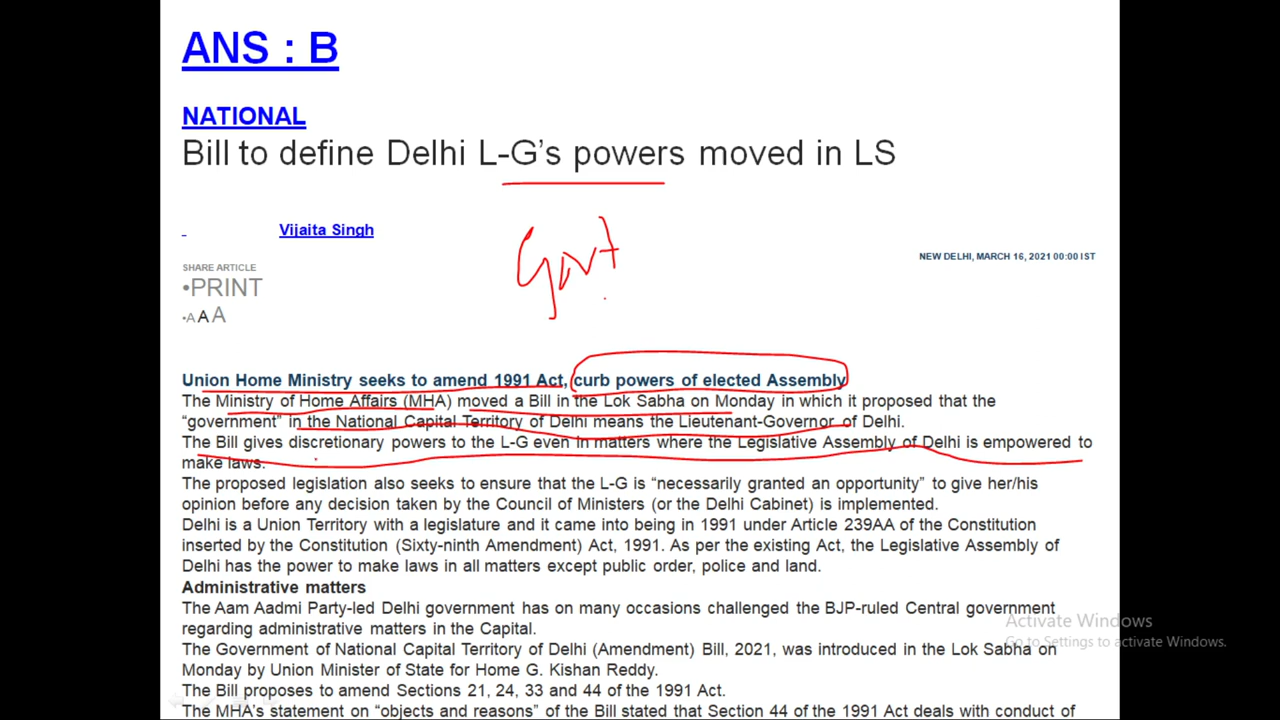 ANS : B
NATIONAL
Bill to define Delhi L-G’s powers moved in LS
Vijaita Singh
Govt
NEW DELHI, MARCH 16, 2021 00:00 IST
SHARE ARTICLE
•PRINT
•A A A
Union Home Ministry seeks to amend 1991 Act, curb powers of elected Assembly
The Ministry of Home Affairs (MHA) moved a Bill in the Lok Sabha on Monday in which it proposed that the
“government” in the National Capital Territory of Delhi means the Lieutenant-Governor of Delhi.
The Bill gives discretionary powers to the L-G even in matters where the Legislative Assembly of Delhi is empowered to
make laws.
The proposed legislation also seeks to ensure that the L-G is “necessarily granted an opportunity” to give her/his
opinion before any decision taken by the Council of Ministers (or the Delhi Cabinet) is implemented.
Delhi is a Union Territory with a legislature and it came into being in 1991 under Article 239AA of the Constitution
inserted by the Constitution (Sixty-ninth Amendment) Act, 1991. As per the existing Act, the Legislative Assembly of
Delhi has the power to make laws in all matters except public order, police and land.
Administrative matters
The Aam Aadmi Party-led Delhi government has on many occasions challenged the BJP-ruled Central government
regarding administrative matters in the Capital.
Activate Windows
Go to Settings to activate Windows.
The Government of National Capital Territory of Delhi (Amendment) Bill, 2021, was introduced in the Lok Sabha on
Monday by Union Minister of State for Home G. Kishan Reddy.
The Bill proposes to amend Sections 21, 24, 33 and 44 of the 1991 Act.
The MHA’s statement on “objects and reasons” of the Bill stated that Section 44 of the 1991 Act deals with conduct of